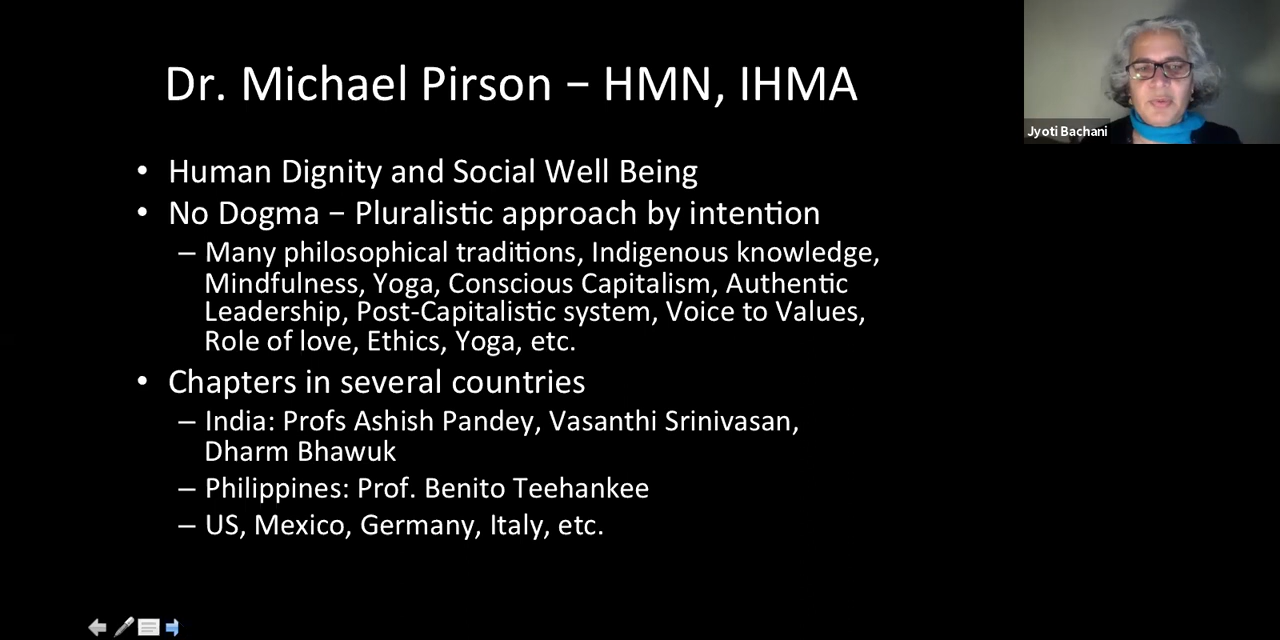 Dr. Michael Pirson – HMN, IHMA
Jyoti Bachani
• Human Dignity and Social Well Being
• No Dogma – Pluralistic approach by intention
– Many philosophical traditions, Indigenous knowledge,
Mindfulness, Yoga, Conscious Capitalism, Authentic
Leadership, Post-Capitalistic system, Voice to Values,
Role of love, Ethics, Yoga, etc.
• Chapters in several countries
– India: Profs Ashish Pandey, Vasanthi Srinivasan,
Dharm Bhawuk
– Philippines: Prof. Benito Teehankee
– US, Mexico, Germany, Italy, etc.